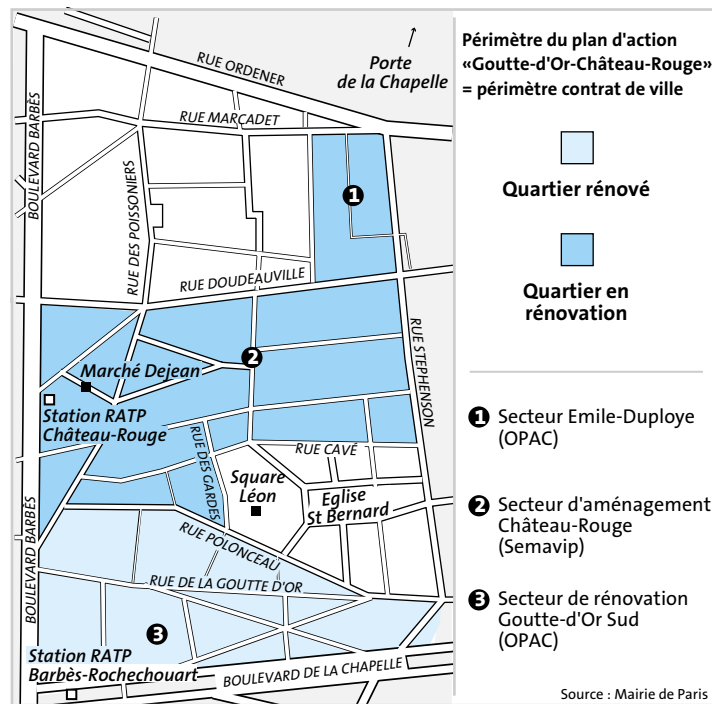 RUE ORDENER
Porte
de la Chapelle
RUE MARCADET
BOULEVARD BARBÈS
RUE DES POISSONIERS
1
RUE DOUDEAUVILLE
RUE STEPHENSON
2
Marché Dejean
Station RATP
Château-Rouge
RUE DES GARDES
RUE CAVÉ
Square
Léon
Eglise
St Bernard
BOULEVARD BARBÈS
RUE POLONCEAU
RUE DE LA GOUTTE D'OR
3
Station RATP
Barbès-Rochechouart
BOULEVARD DE LA CHAPELLE
Périmètre du plan d'action
«Goutte-d'Or-Château-Rouge»
= périmètre contrat de ville
Quartier rénové
Quartier en
rénovation
1 Secteur Emile-Duploye
(OPAC)
2 Secteur d'aménagement
Château-Rouge
(Semavip)
3 Secteur de rénovation
Goutte-d'Or Sud
(OPAC)
Source : Mairie de Paris